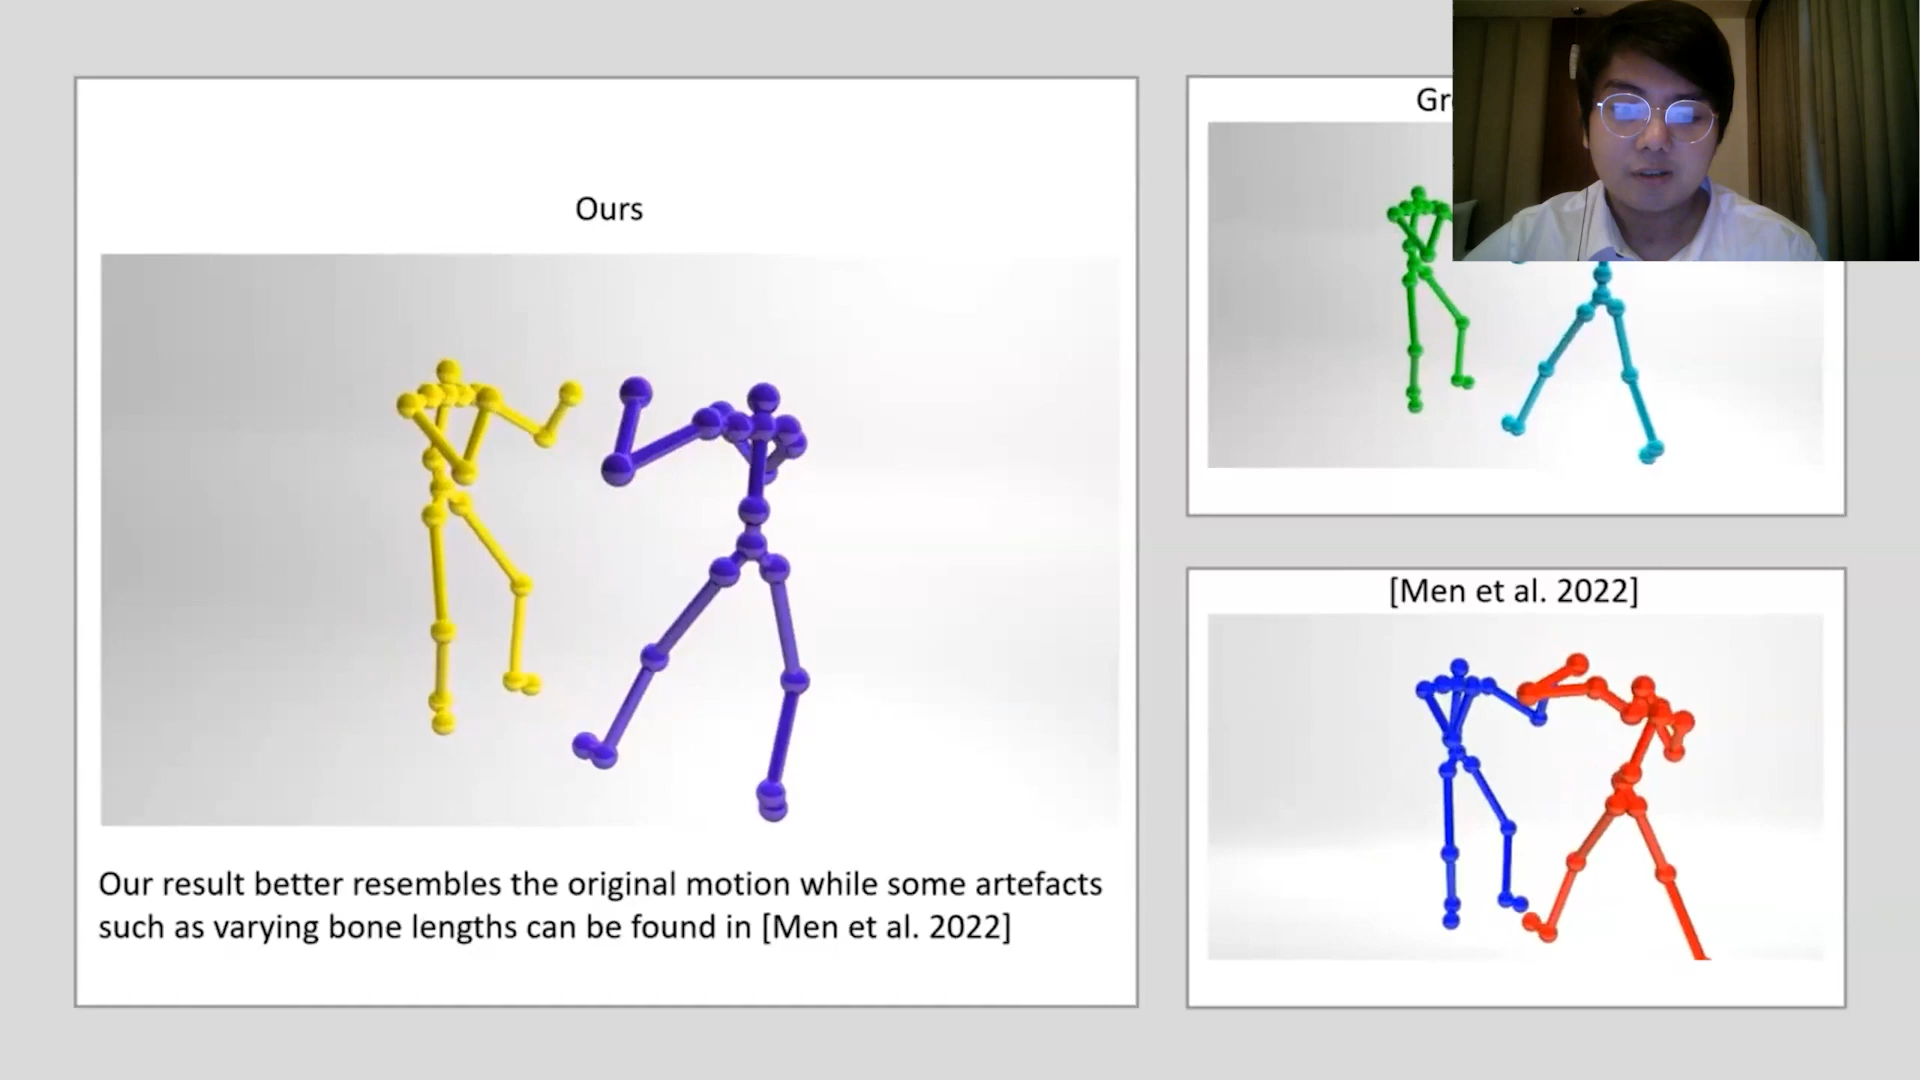 Ours
Our result better resembles the original motion while some artefacts
such as varying bone lengths can be found in [Men et al. 2022]
[Men et al. 2022]